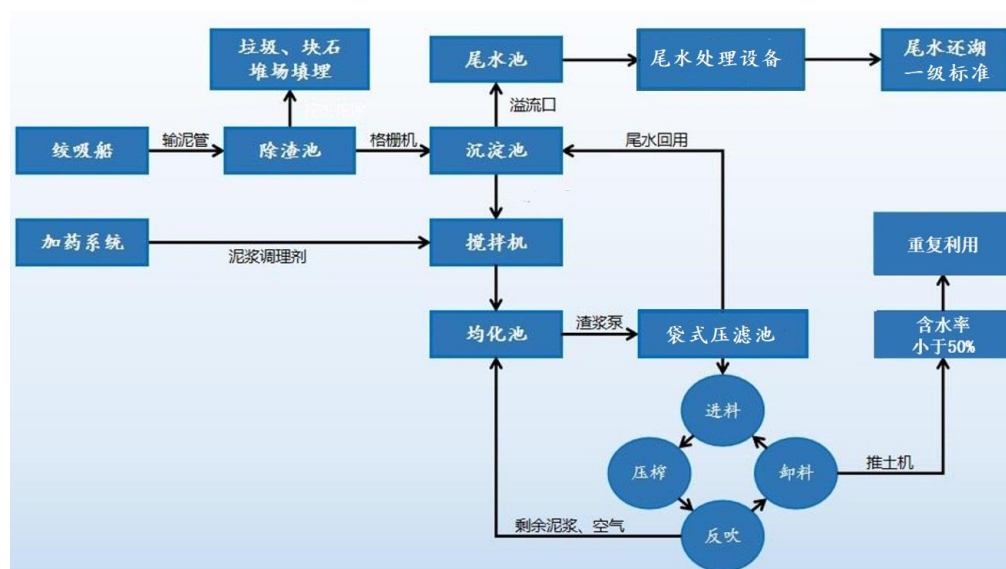 垃圾、块石
堆场填埋
尾水池
尾水处理设备
尾水还湖
一级标准
溢流口
绞吸船
输泥管
除渣池
格栅机
沉淀池
尾水回用
加药系统
泥浆调理剂
搅拌机
重复利用
均化池
渣浆泵
袋式压滤池
含水率
小于50%
进料
压榨
卸料
推土机
反吹
剩余泥浆、空气